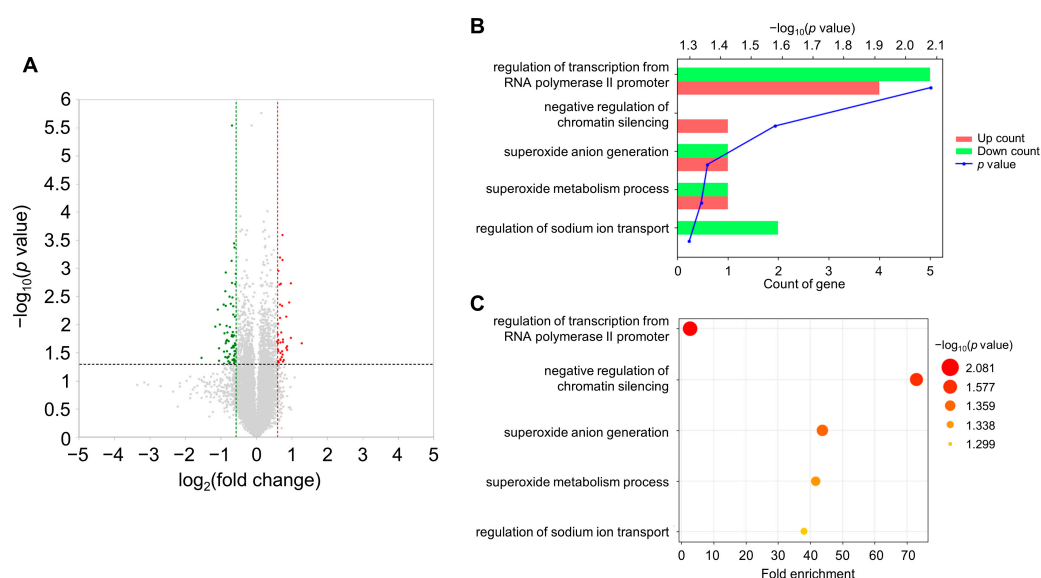 A
6
5.5
5
4.5
4
3.5
3
2.5
2
1.5
1
0.5
0
−log10(p value)
−5 −4 −3 −2 −1 0 1 2 3 4 5
log2(fold change)
B
−log10(p value)
1.3 1.4 1.5 1.6 1.7 1.8 1.9 2.0 2.1
regulation of transcription from
RNA polymerase II promoter
negative regulation of
chromatin silencing
superoxide anion generation
superoxide metabolism process
regulation of sodium ion transport
0 1 2 3 4 5
Count of gene
Up count
Down count
p value
C
regulation of transcription from
RNA polymerase II promoter
negative regulation of
chromatin silencing
superoxide anion generation
superoxide metabolism process
regulation of sodium ion transport
0 10 20 30 40 50 60 70
Fold enrichment
−log10(p value)
2.081
1.577
1.359
1.338
1.299